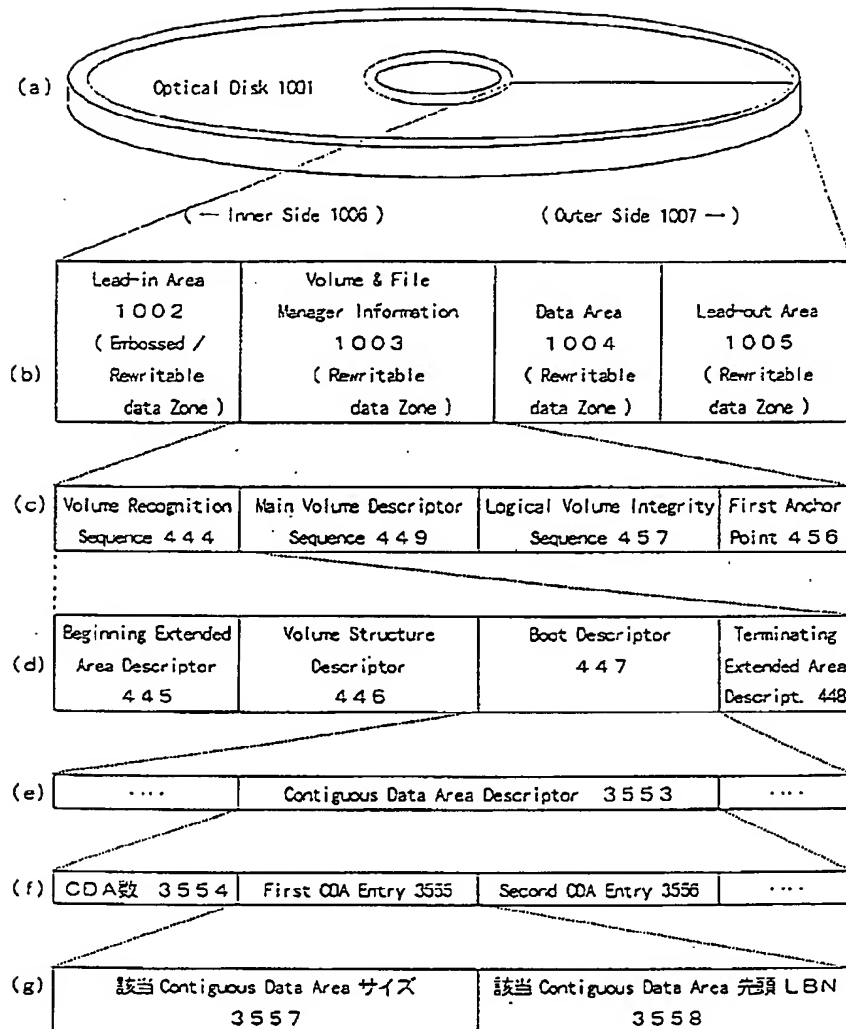 (a)
Optical Disk 1001
(← Inner Side 1006 )
(Outer Side 1007 →)
(b)
Lead-in Area
1002
( Embossed /
Rewritable
data Zone )
Volume & File
Manager Information
1003
( Rewritable
data Zone )
Data Area
1004
( Rewritable
data Zone )
Lead-out Area
1005
( Rewritable
data Zone )
(c)
Volume Recognition
Sequence 444
Main Volume Descriptor
Sequence 449
Logical Volume Integrity
Sequence 457
First Anchor
Point 456
(d)
Beginning Extended
Area Descriptor
445
Volume Structure
Descriptor
446
Boot Descriptor
447
Terminating
Extended Area
Descript. 448
(e)
····
Contiguous Data Area Descriptor 3553
····
(f)
CDA数 3554
First CDA Entry 3555
Second CDA Entry 3556
····
(g)
該当 Contiguous Data Area サイズ
3557
該当 Contiguous Data Area 先頭 LBN
3558